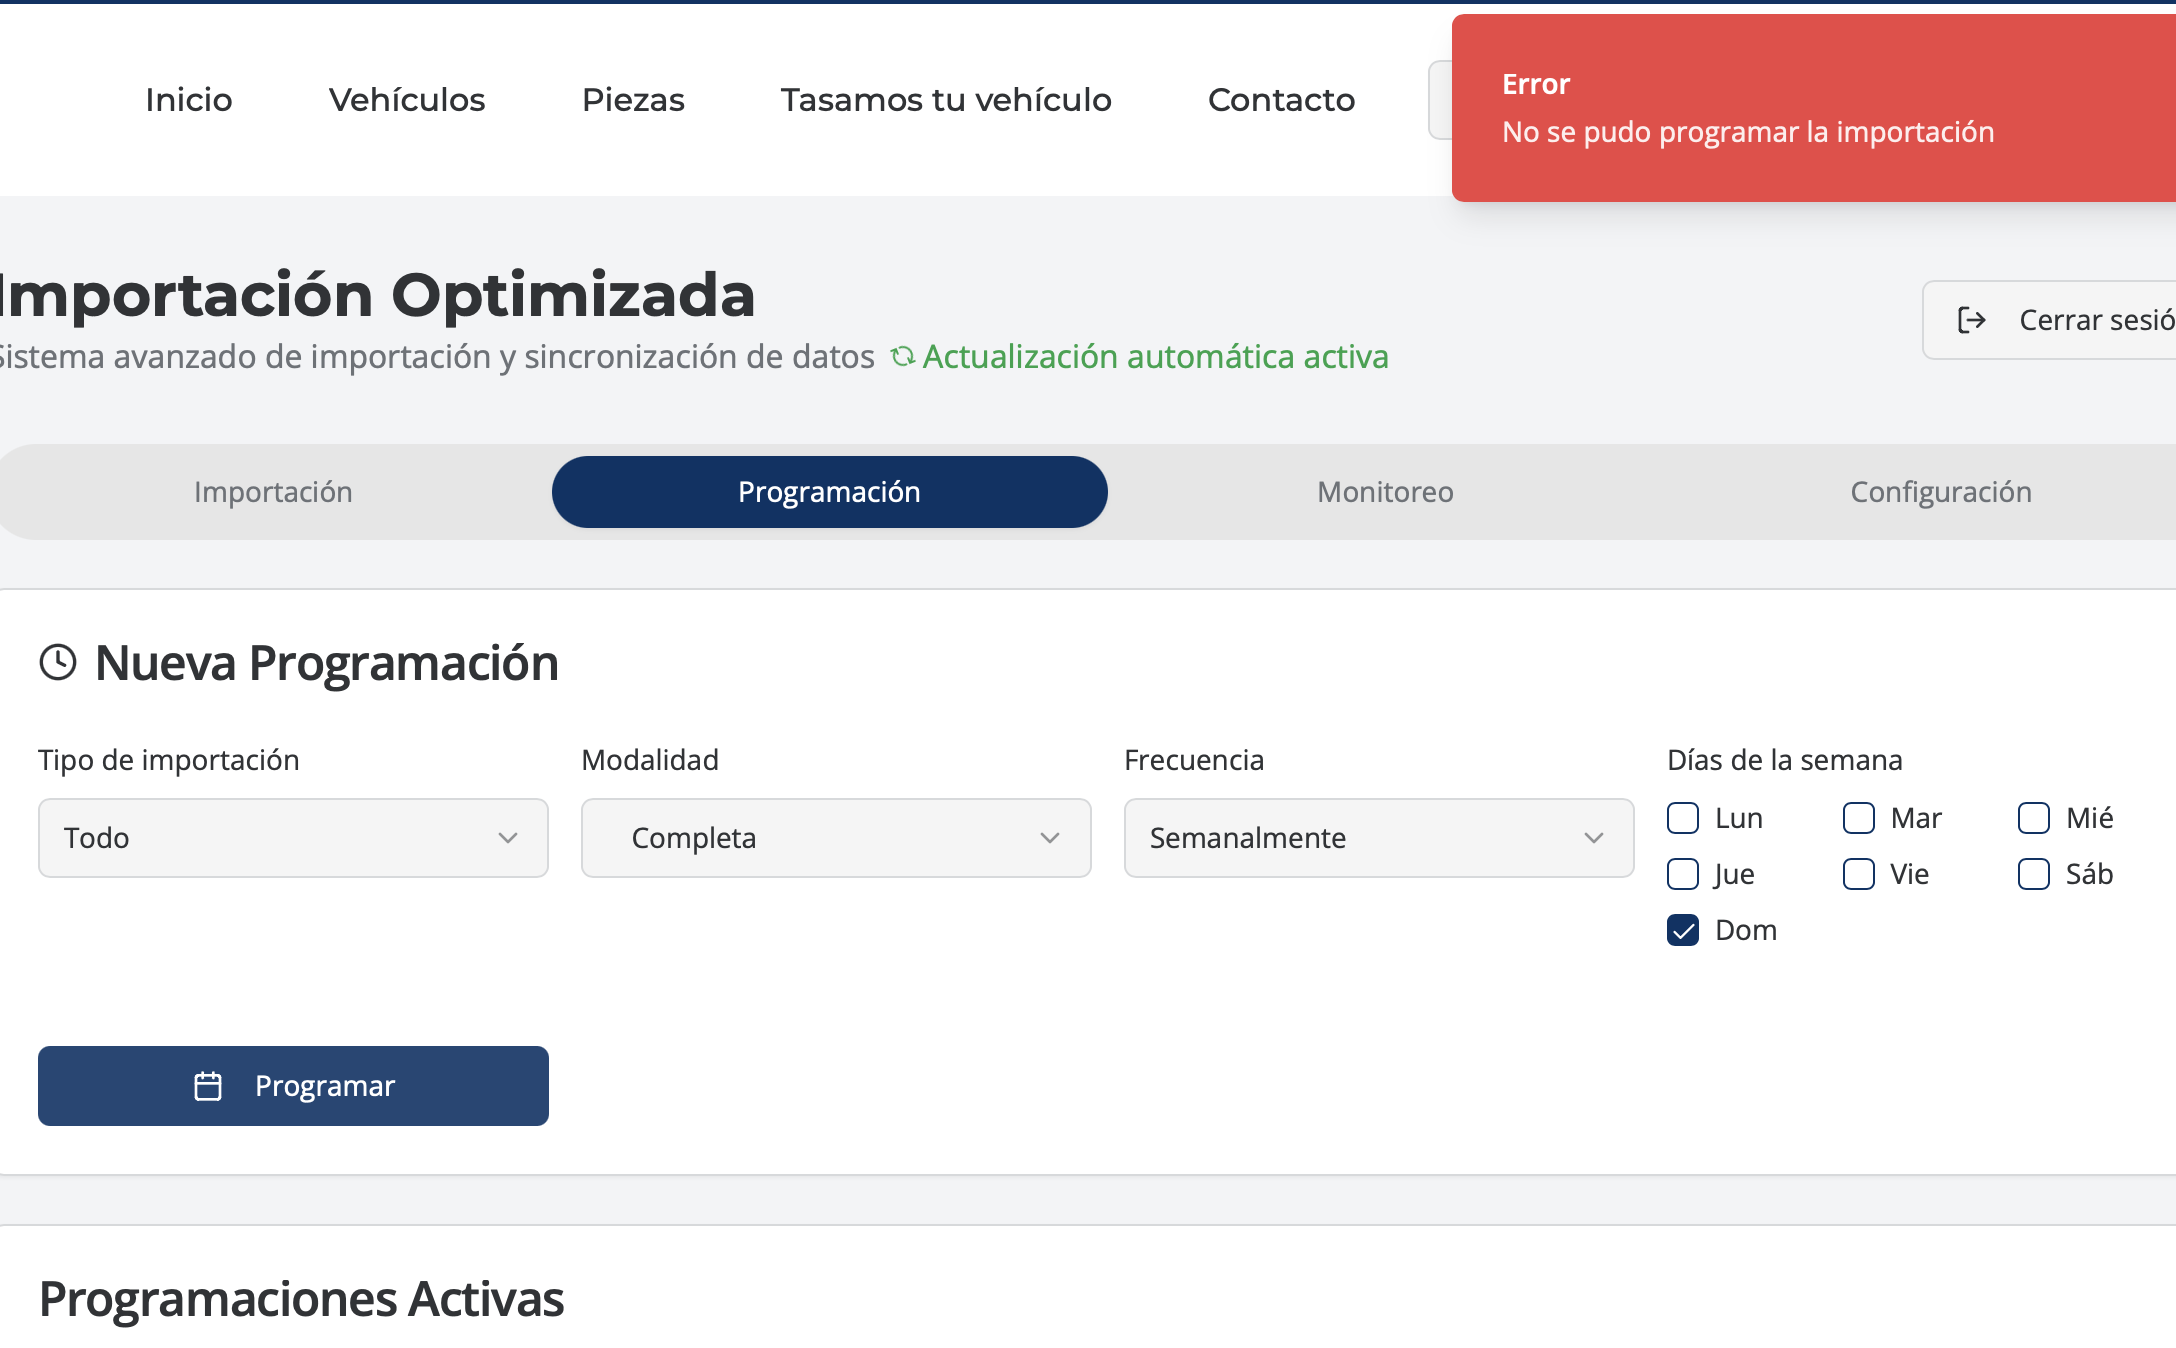 Inicio Vehículos Piezas Tasamos tu vehículo Contacto
Error
No se pudo programar la importación
Importación Optimizada
Sistema avanzado de importación y sincronización de datos Actualización automática activa
Cerrar sesió
Importación Programación Monitoreo Configuración
Nueva Programación
Tipo de importación Modalidad Frecuencia Días de la semana
Todo Completa Semanalmente
Lun Mar Mié
Jue Vie Sáb
Dom
Programar
Programaciones Activas